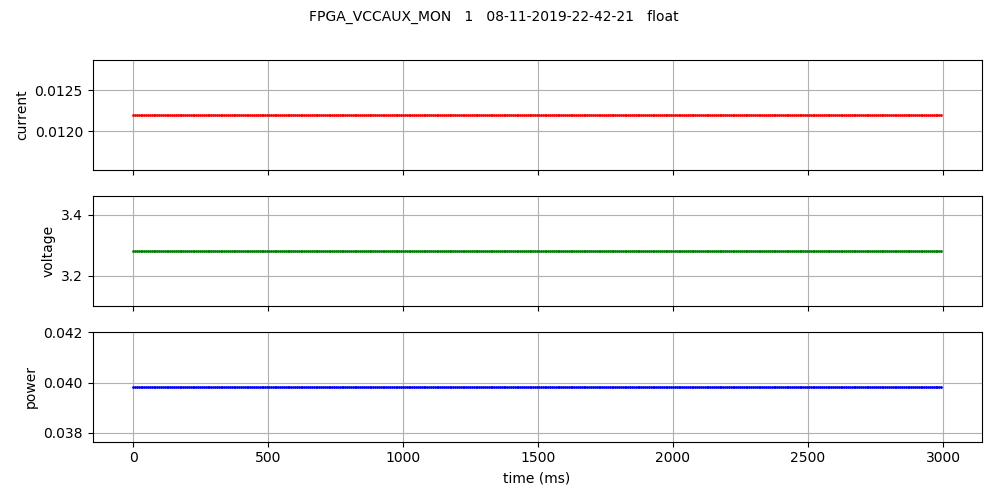 FPGA_VCCAUX_MON 1 08-11-2019-22-42-21 float
current
0.0125
0.0120
voltage
3.4
3.2
power
0.042
0.040
0.038
0 500 1000 1500 2000 2500 3000
time (ms)